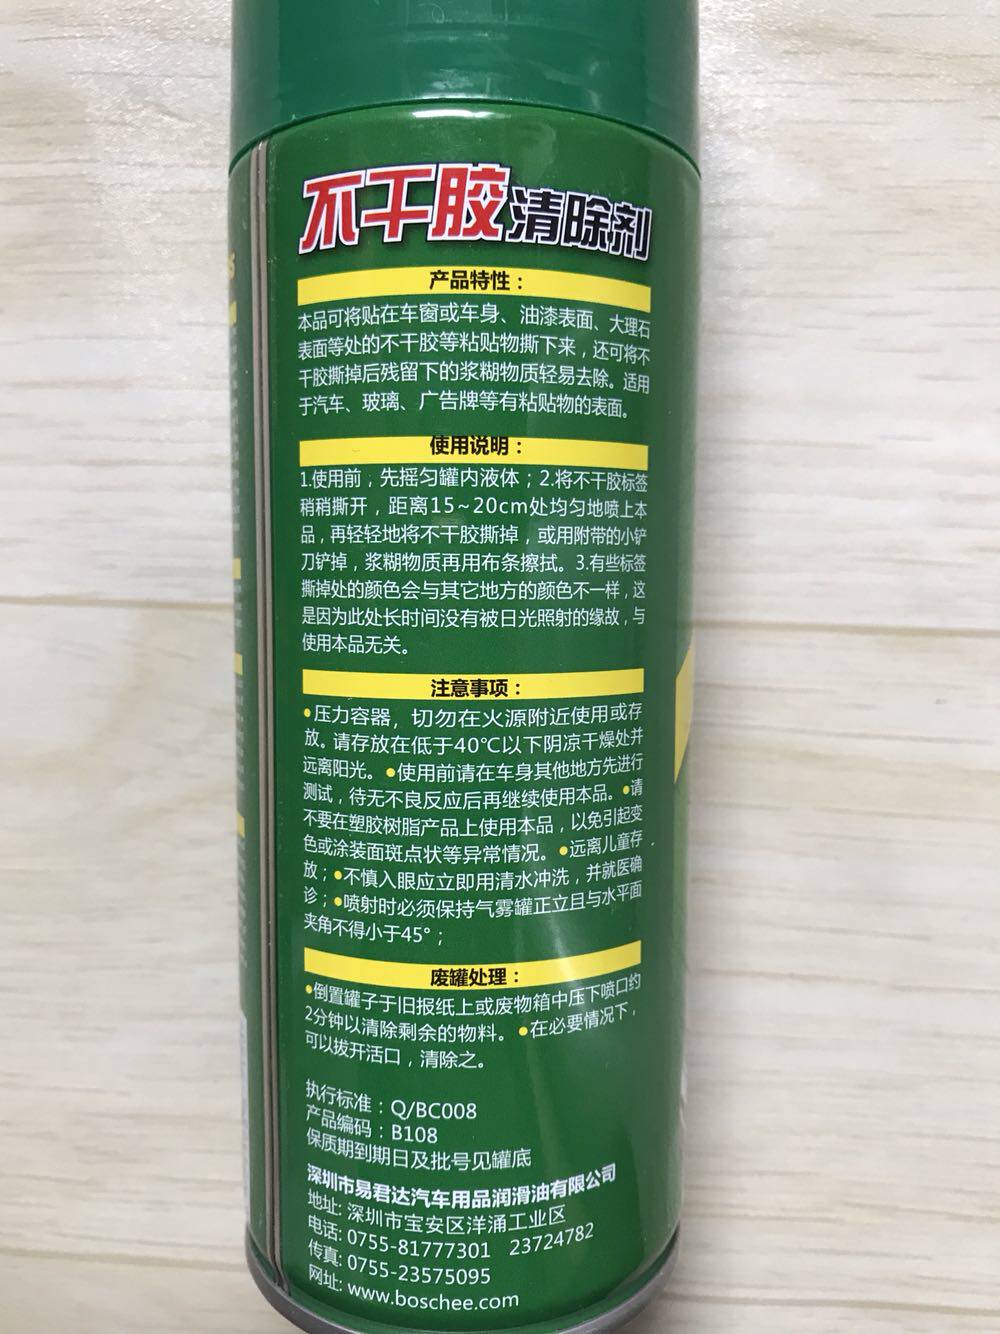 不干胶清除剂
产品特性：
本品可将贴在车窗或车身、油漆表面、大理石
表面等处的不干胶等粘贴物撕下来，还可将不
干胶撕掉后残留下的浆糊物质轻易去除。适用
于汽车、玻璃、广告牌等有粘贴物的表面。
使用说明：
1.使用前，先摇匀罐内液体；2.将不干胶标签
稍稍撕开，距离15~20cm处均匀地喷上本
品，再轻轻地将不干胶撕掉，或用附带的小铲
刀铲掉，浆糊物质再用布条擦拭。3.有些标签
撕掉处的颜色会与其它地方的颜色不一样，这
是因为此处长时间没有被日光照射的缘故，与
使用本品无关。
注意事项：
●压力容器，切勿在火源附近使用或存
放。请存放在低于40℃以下阴凉干燥处并
远离阳光。●使用前请在车身其他地方先进行
测试，待无不良反应后再继续使用本品。●请
不要在塑胶树脂产品上使用本品，以免引起变
色或涂装面斑点状等异常情况。●远离儿童存
放；●不慎入眼应立即用清水冲洗，并就医确
诊；●喷射时必须保持气雾罐正立且与水平面
夹角不得小于45°；
废罐处理：
●倒置罐子于旧报纸上或废物箱中压下喷口约
2分钟以清除剩余的物料。●在必要情况下，
可以拔开活口，清除之。
执行标准：Q/BC008
产品编码：B108
保质期到期日及批号见罐底
深圳市易君达汽车用品润滑油有限公司
地址: 深圳市宝安区洋涌工业区
电话: 0755-81777301 23724782
传真: 0755-23575095
网址: www.boschee.com